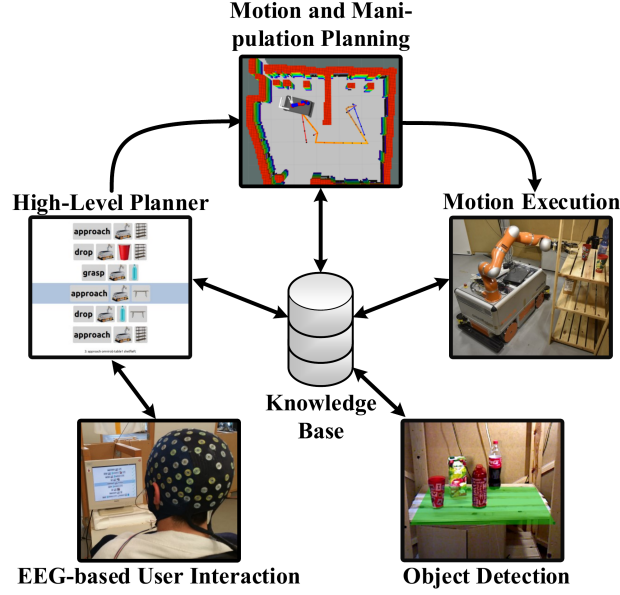 Motion and Mani-
pulation Planning
High-Level Planner
Motion Execution
approach
drop
grasp
approach
drop
approach
Knowledge
Base
EEG-based User Interaction
Object Detection